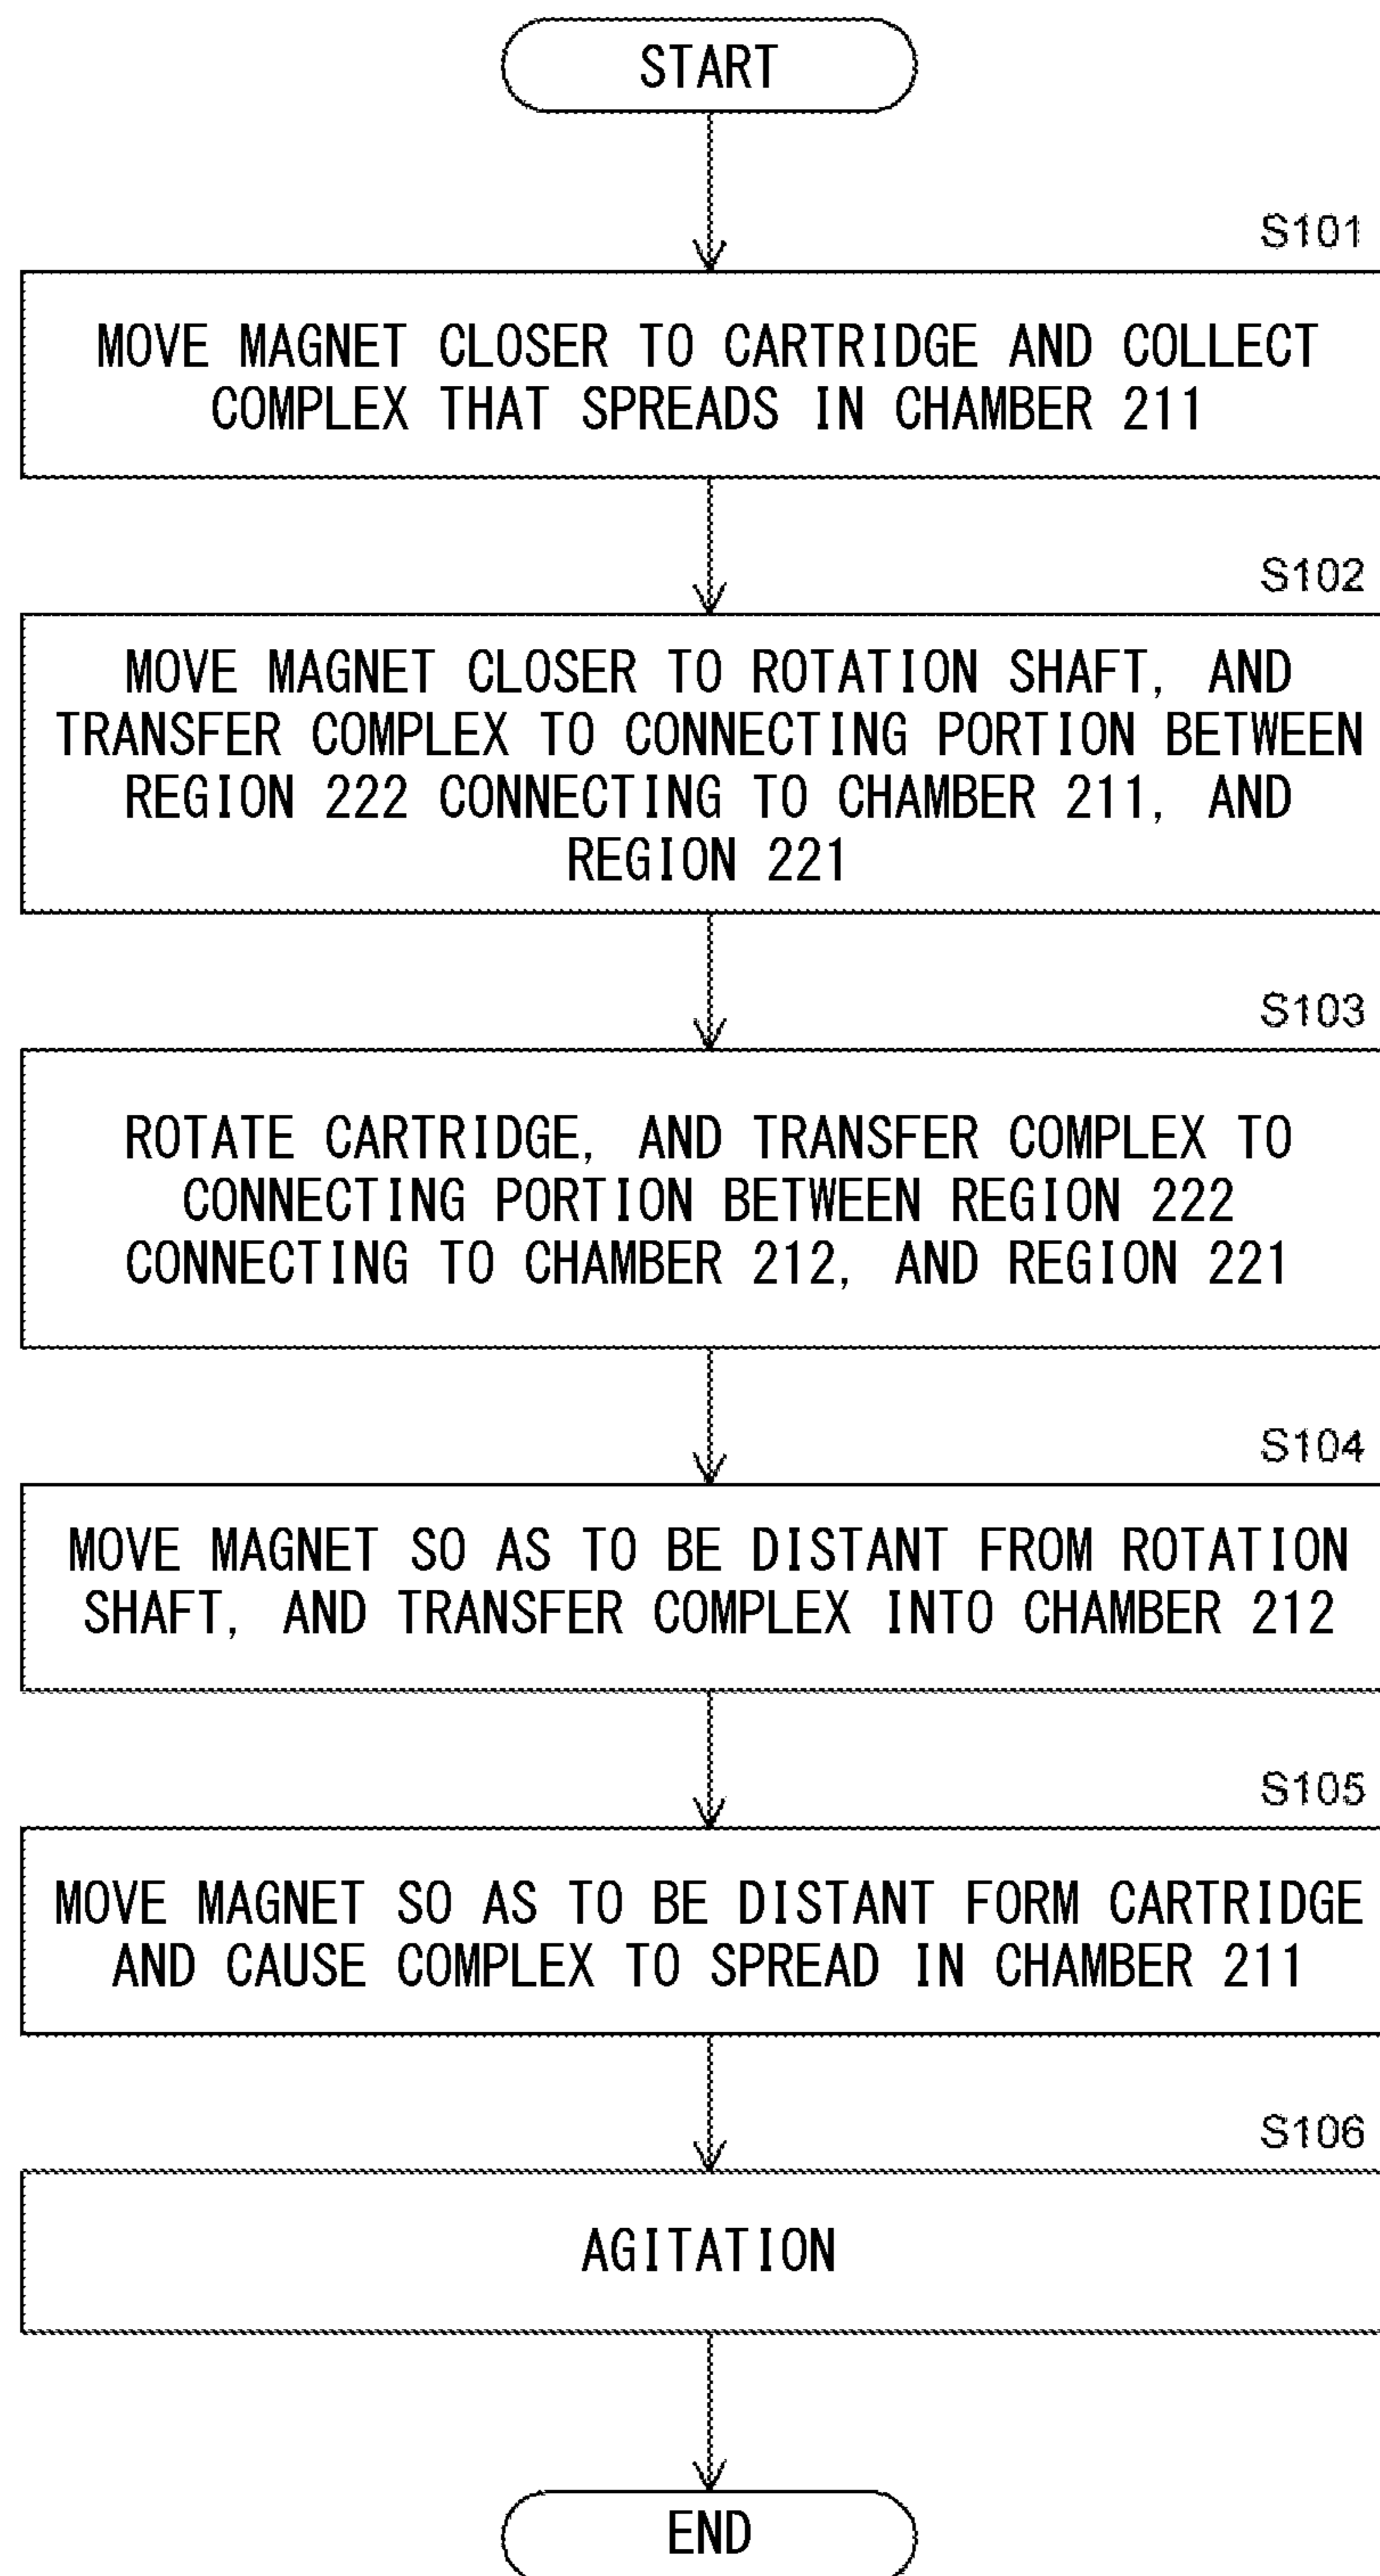 START
S101
MOVE MAGNET CLOSER TO CARTRIDGE AND COLLECT
COMPLEX THAT SPREADS IN CHAMBER 211
S102
MOVE MAGNET CLOSER TO ROTATION SHAFT, AND
TRANSFER COMPLEX TO CONNECTING PORTION BETWEEN
REGION 222 CONNECTING TO CHAMBER 211, AND
REGION 221
S103
ROTATE CARTRIDGE, AND TRANSFER COMPLEX TO
CONNECTING PORTION BETWEEN REGION 222
CONNECTING TO CHAMBER 212, AND REGION 221
S104
MOVE MAGNET SO AS TO BE DISTANT FROM ROTATION
SHAFT, AND TRANSFER COMPLEX INTO CHAMBER 212
S105
MOVE MAGNET SO AS TO BE DISTANT FORM CARTRIDGE
AND CAUSE COMPLEX TO SPREAD IN CHAMBER 211
S106
AGITATION
END